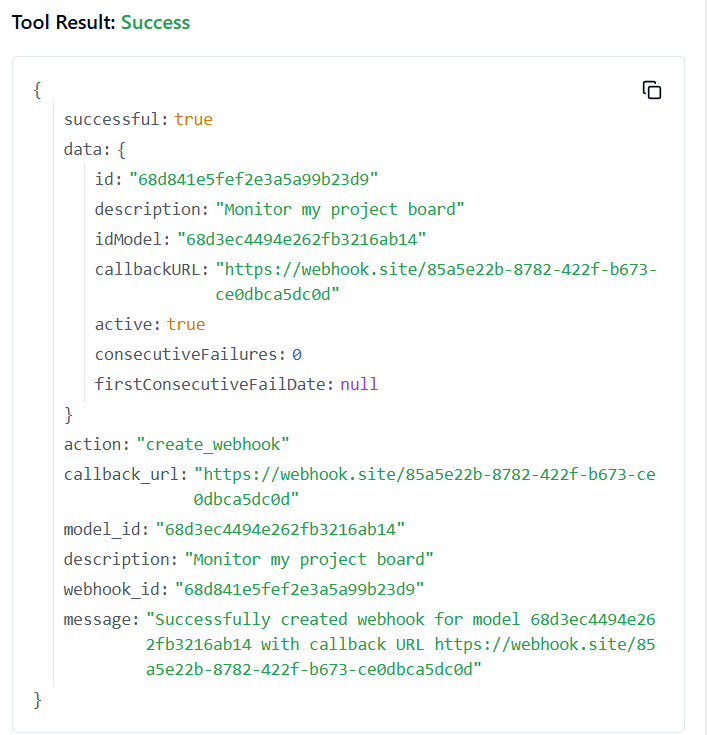 Tool Result: Success
{
successful: true
data: {
id: "68d841e5fef2e3a5a99b23d9"
description: "Monitor my project board"
idModel: "68d3ec4494e262fb3216ab14"
callbackURL: "https://webhook.site/85a5e22b-8782-422f-b673-
ce0dbca5dc0d"
active: true
consecutiveFailures: 0
firstConsecutiveFailDate: null
}
action: "create_webhook"
callback_url: "https://webhook.site/85a5e22b-8782-422f-b673-ce
0dbca5dc0d"
model_id: "68d3ec4494e262fb3216ab14"
description: "Monitor my project board"
webhook_id: "68d841e5fef2e3a5a99b23d9"
message: "Successfully created webhook for model 68d3ec4494e26
2fb3216ab14 with callback URL https://webhook.site/85
a5e22b-8782-422f-b673-ce0dbca5dc0d"
}